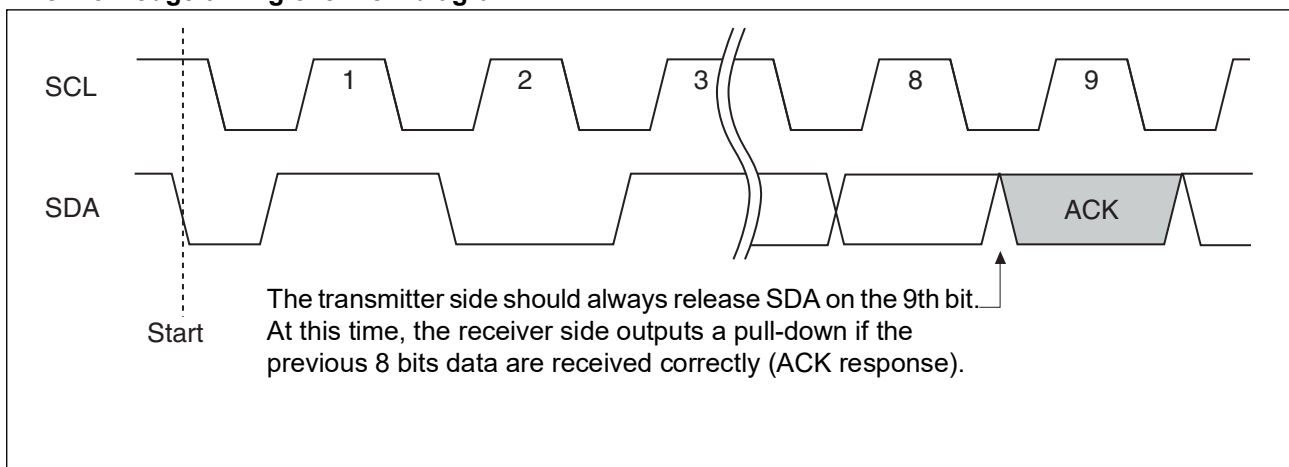 SCL
1
2
3
8
9
SDA
ACK
Start
The transmitter side should always release SDA on the 9th bit.
At this time, the receiver side outputs a pull-down if the
previous 8 bits data are received correctly (ACK response).